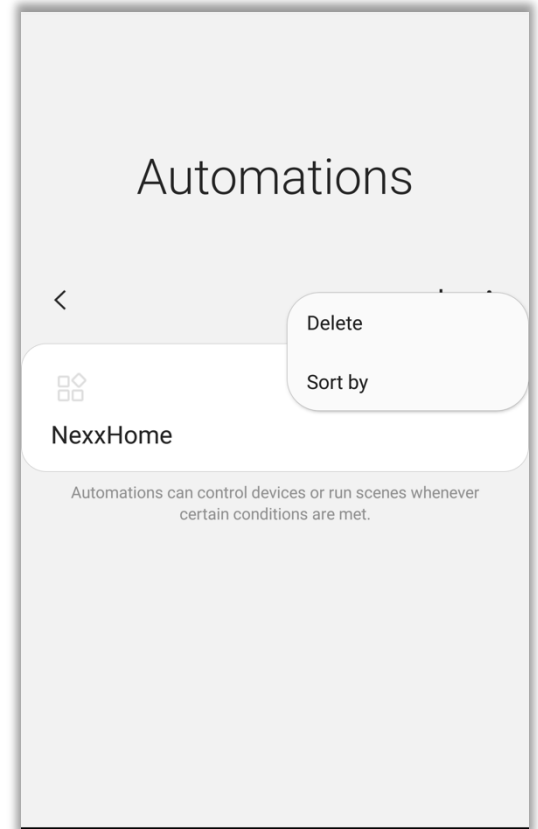 Automations
Delete
Sort by
NexxHome
Automations can control devices or run scenes whenever
certain conditions are met.